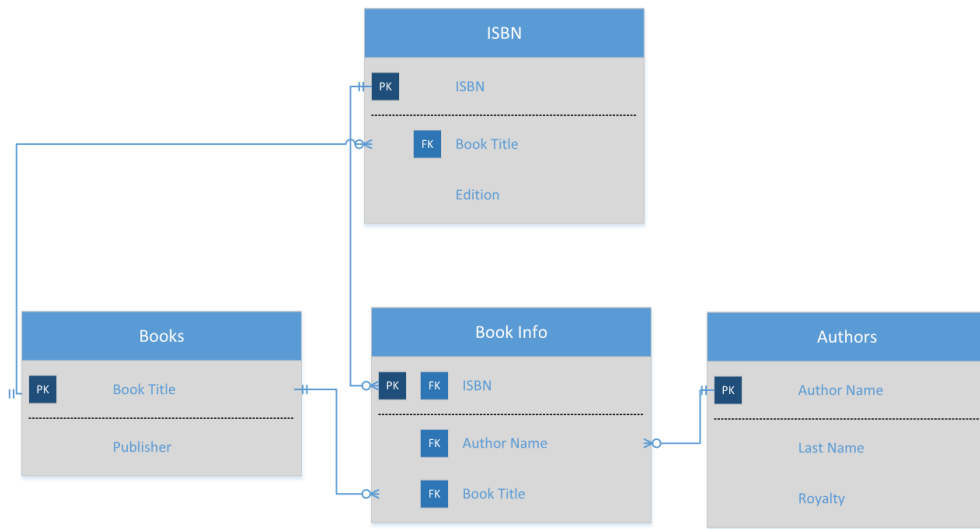 ISBN
PK ISBN
FK Book Title
Edition
Books
PK Book Title
Publisher
Book Info
PK FK ISBN
FK Author Name
FK Book Title
Authors
PK Author Name
Last Name
Royalty